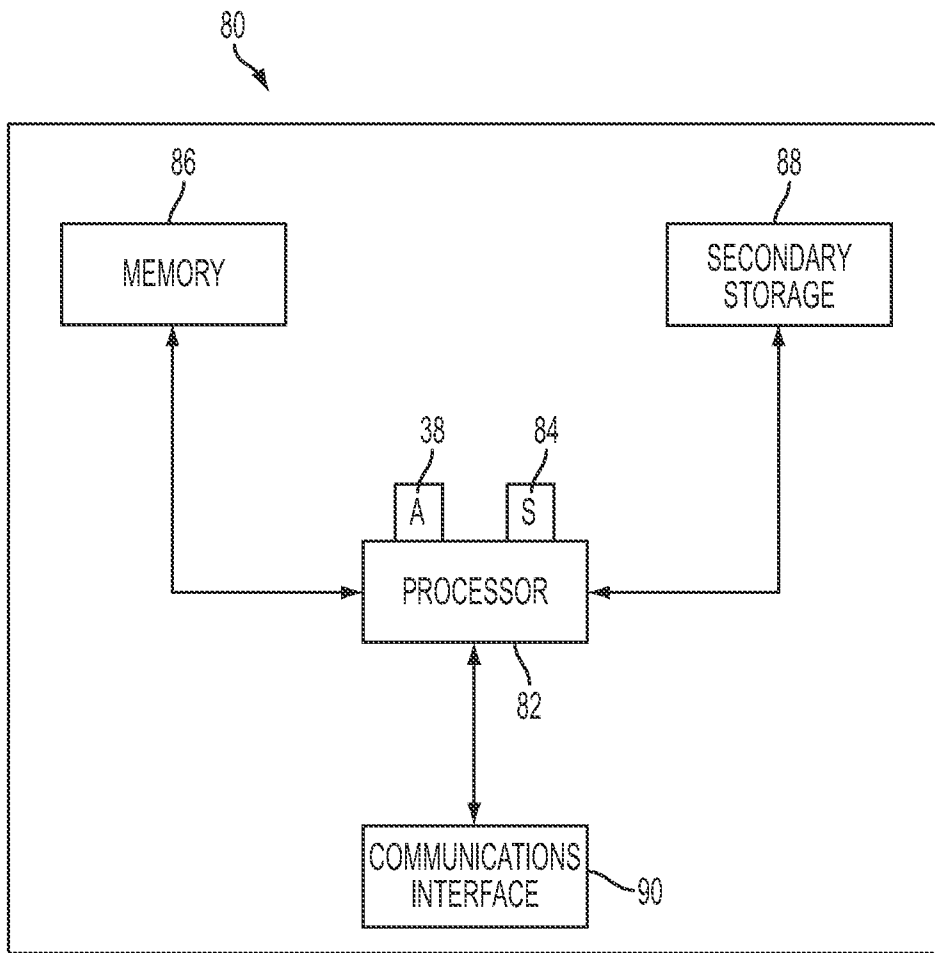 80
86
88
MEMORY
SECONDARY
STORAGE
38
84
A
S
PROCESSOR
82
COMMUNICATIONS
INTERFACE
90